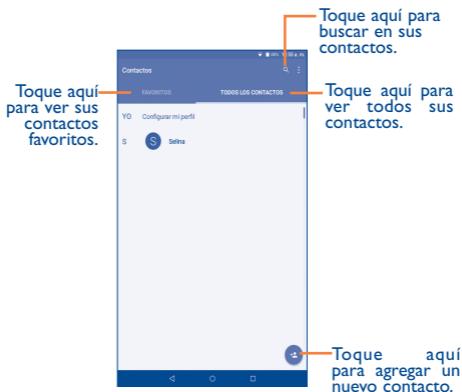 Toque aquí para
buscar en sus
contactos.
Contactos
FAVORITOS
TODOS LOS CONTACTOS
Toque aquí
para ver sus
contactos
favoritos.
Toque aquí para
ver todos sus
contactos.
YO Configurar mi perfil
S S Selina
Toque aquí
para agregar un
nuevo contacto.